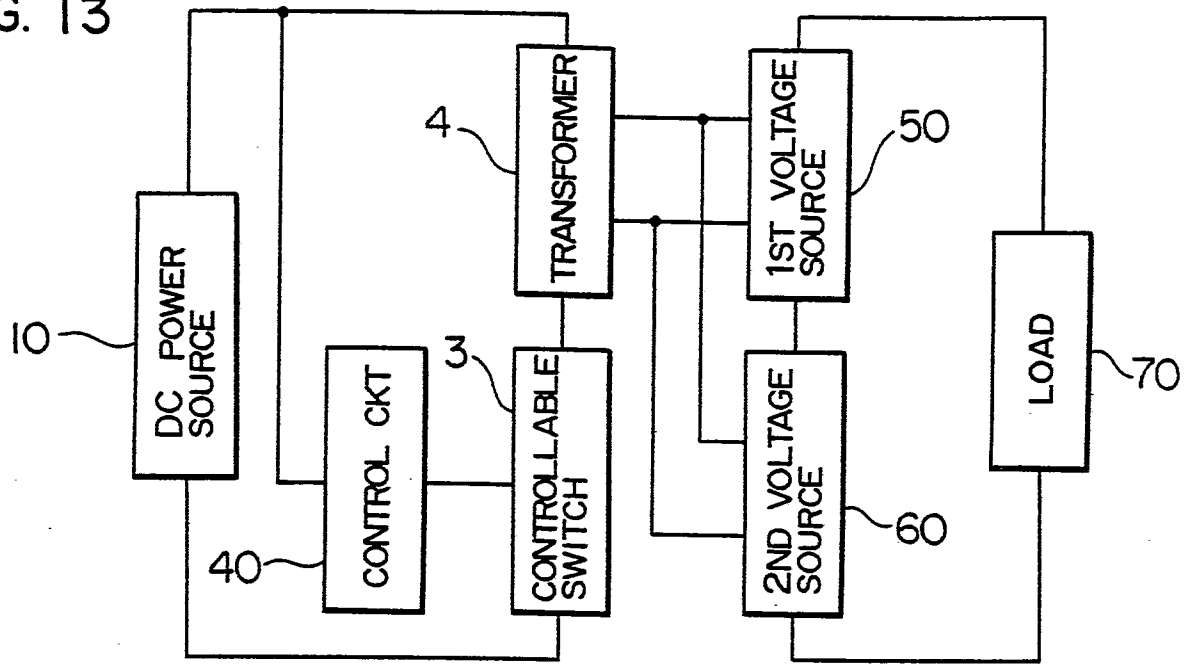 G. 13
10
DC POWER
SOURCE
40
CONTROL CKT
3
CONTROLLABLE
SWITCH
4
TRANSFORMER
50
1ST VOLTAGE
SOURCE
60
2ND VOLTAGE
SOURCE
70
LOAD